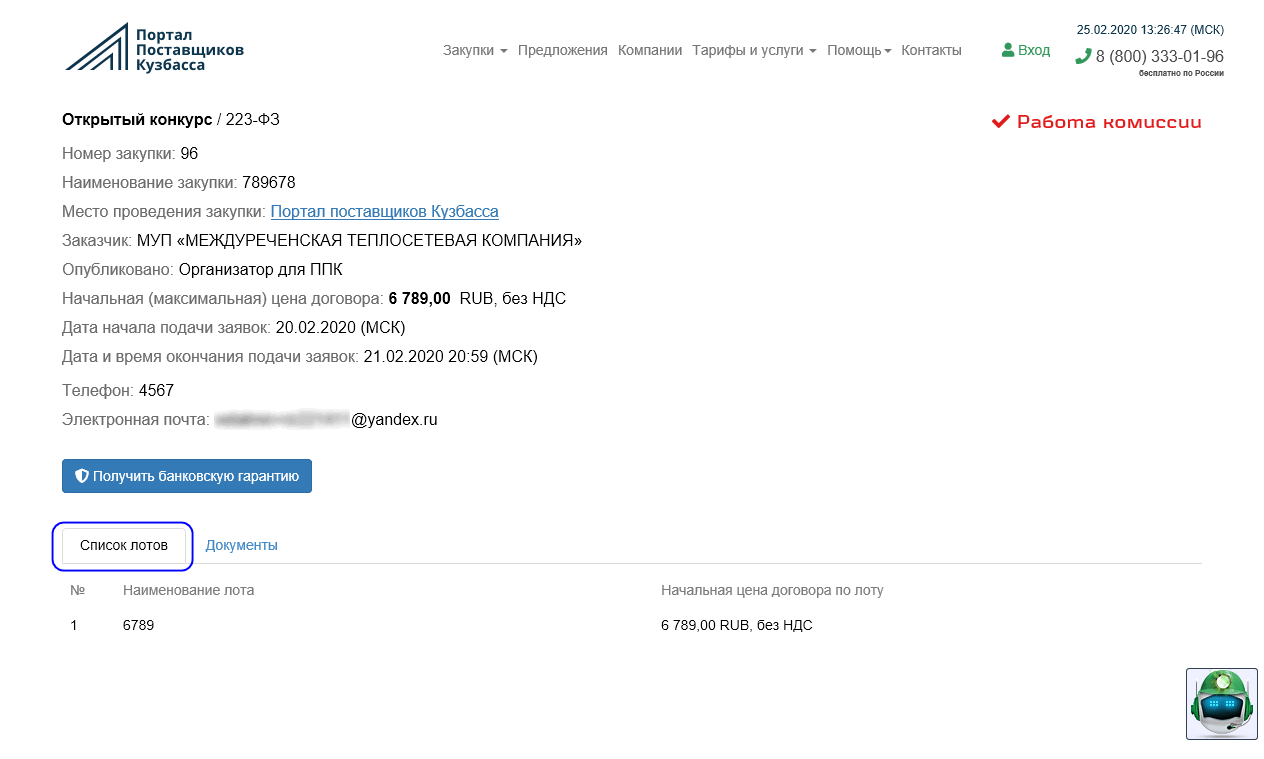 Портал
Поставщиков
Кузбасса
Закупки Предложения Компании Тарифы и услуги Помощь Контакты
Вход
25.02.2020 13:26:47 (МСК)
8 (800) 333-01-96
бесплатно по России
Открытый конкурс / 223-ФЗ
Работа комиссии
Номер закупки: 96
Наименование закупки: 789678
Место проведения закупки: Портал поставщиков Кузбасса
Заказчик: МУП «МЕЖДУРЕЧЕНСКАЯ ТЕПЛОСЕТЕВАЯ КОМПАНИЯ»
Опубликовано: Организатор для ППК
Начальная (максимальная) цена договора: 6 789,00 RUB, без НДС
Дата начала подачи заявок: 20.02.2020 (МСК)
Дата и время окончания подачи заявок: 21.02.2020 20:59 (МСК)
Телефон: 4567
Электронная почта: @yandex.ru
Получить банковскую гарантию
Список лотов Документы
№ Наименование лота Начальная цена договора по лоту
1 6789 6 789,00 RUB, без НДС